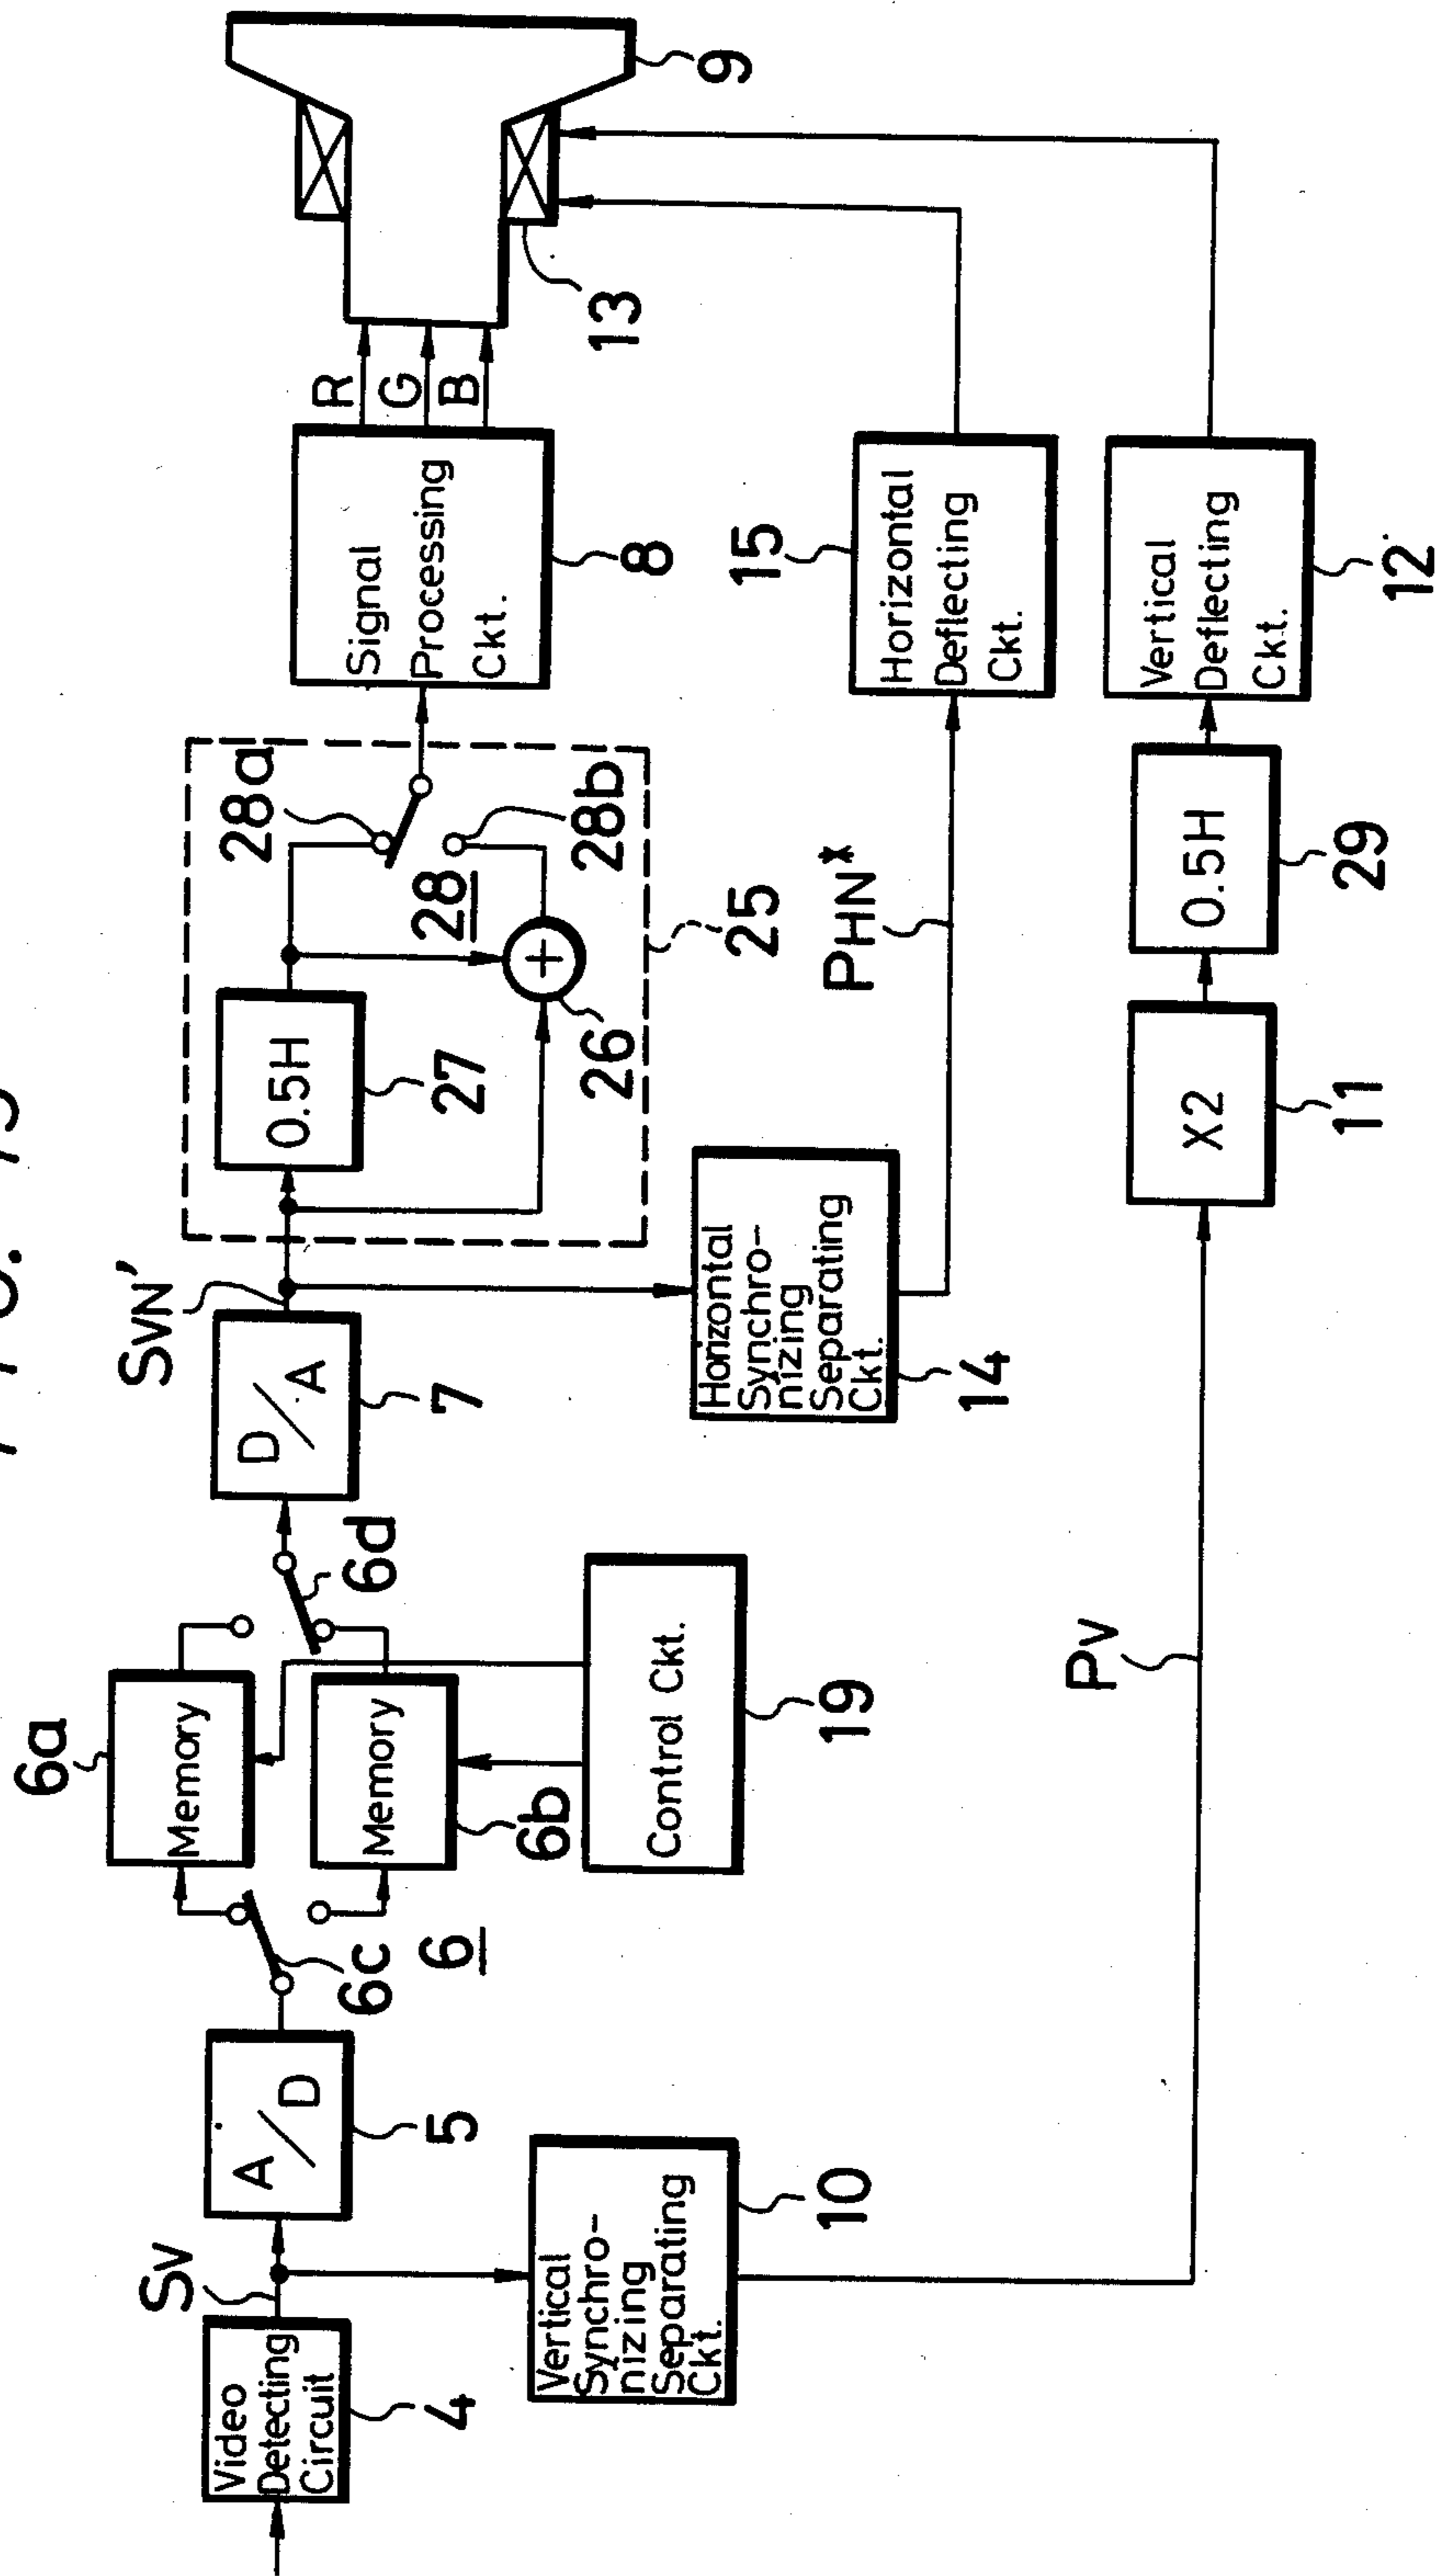 6a
Memory
Sv
6c
6
Memory
6b
6d
SVN'
28a
28
28b
Video
Detecting
Circuit
4
A/D
5
D/A
7
0.5H
27
+
26
25
Signal
Processing
Ckt.
8
R
G
B
13
9
Vertical
Synchro-
nizing
Separating
Ckt.
10
Control Ckt.
19
Horizontal
Synchro-
nizing
Separating
Ckt.
14
PHN*
Horizontal
Deflecting
Ckt.
15
Pv
X2
11
0.5H
29
Vertical
Deflecting
Ckt.
12